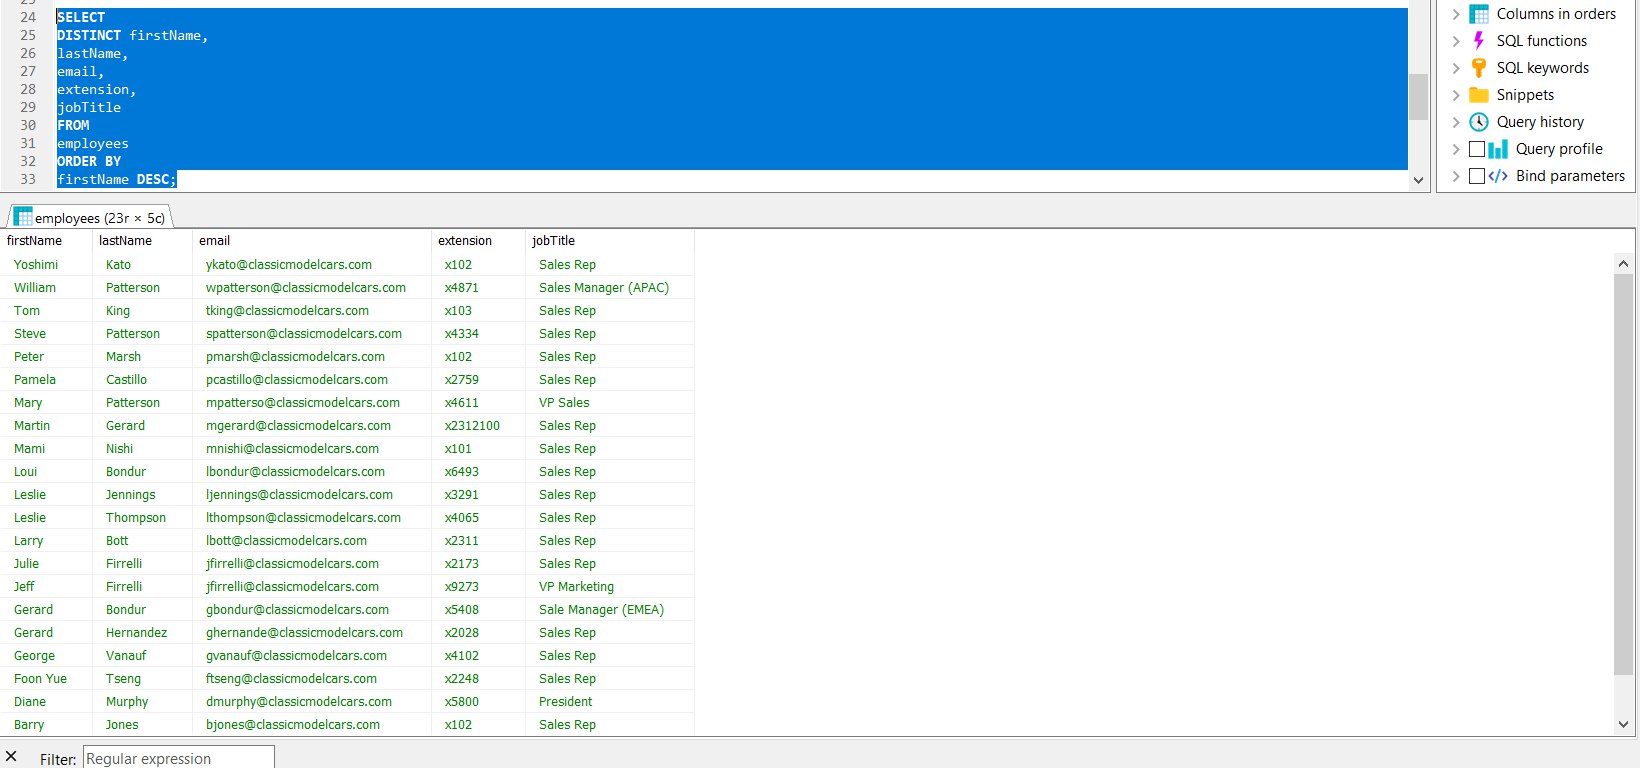 24 SELECT
25 DISTINCT firstName,
26 lastName,
27 email,
28 extension,
29 jobTitle
30 FROM
31 employees
32 ORDER BY
33 firstName DESC;
Columns in orders
SQL functions
SQL keywords
Snippets
Query history
Query profile
Bind parameters
employees (23r × 5c)
firstName lastName email extension jobTitle
Yoshimi Kato ykato@classicmodelcars.com x102 Sales Rep
William Patterson wpatterson@classicmodelcars.com x4871 Sales Manager (APAC)
Tom King tking@classicmodelcars.com x103 Sales Rep
Steve Patterson spatterson@classicmodelcars.com x4334 Sales Rep
Peter Marsh pmarsh@classicmodelcars.com x102 Sales Rep
Pamela Castillo pcastillo@classicmodelcars.com x2759 Sales Rep
Mary Patterson mpatterso@classicmodelcars.com x4611 VP Sales
Martin Gerard mgerard@classicmodelcars.com x2312100 Sales Rep
Mami Nishi mnishi@classicmodelcars.com x101 Sales Rep
Loui Bondur lbondur@classicmodelcars.com x6493 Sales Rep
Leslie Jennings ljennings@classicmodelcars.com x3291 Sales Rep
Leslie Thompson lthompson@classicmodelcars.com x4065 Sales Rep
Larry Bott lbott@classicmodelcars.com x2311 Sales Rep
Julie Firrelli jfirrelli@classicmodelcars.com x2173 Sales Rep
Jeff Firrelli jfirrelli@classicmodelcars.com x9273 VP Marketing
Gerard Bondur gbondur@classicmodelcars.com x5408 Sale Manager (EMEA)
Gerard Hernandez ghernande@classicmodelcars.com x2028 Sales Rep
George Vanauf gvanauf@classicmodelcars.com x4102 Sales Rep
Foon Yue Tseng ftseng@classicmodelcars.com x2248 Sales Rep
Diane Murphy dmurphy@classicmodelcars.com x5800 President
Barry Jones bjones@classicmodelcars.com x102 Sales Rep
Filter: Regular expression